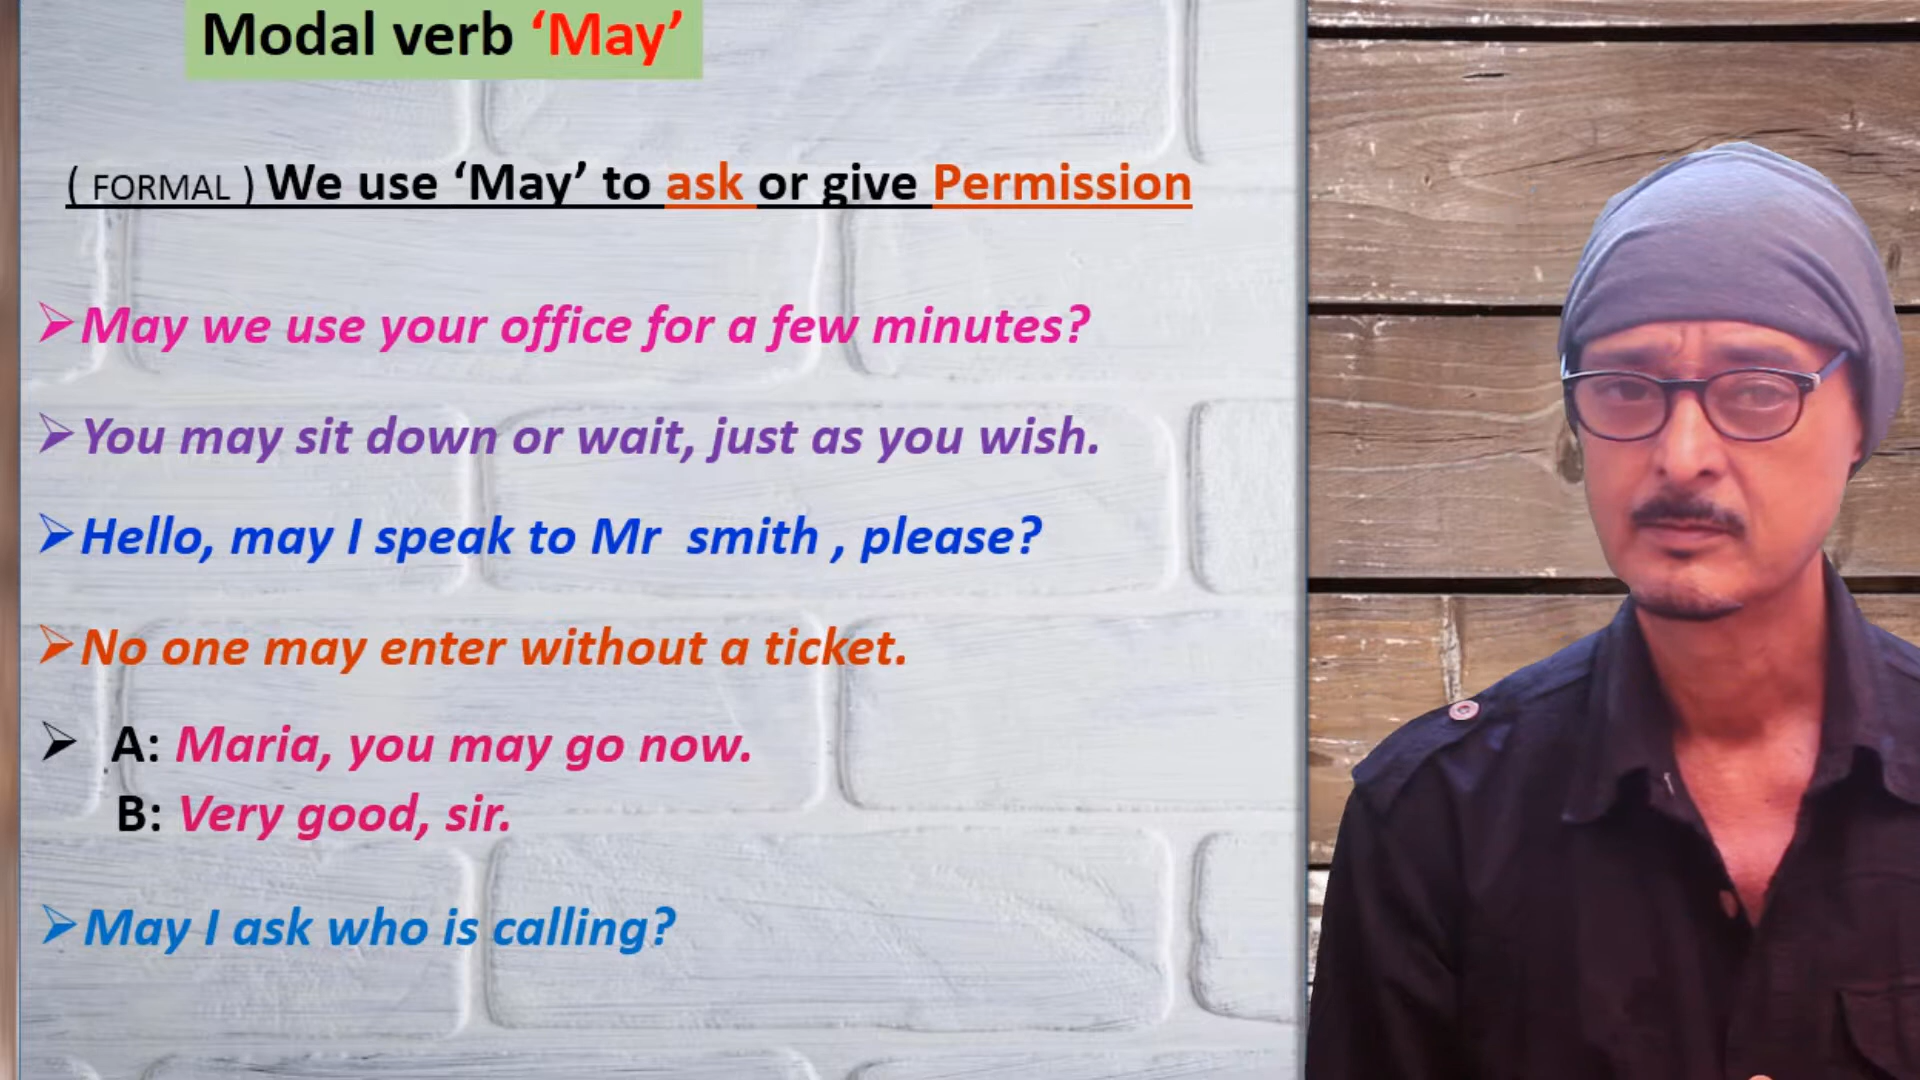 Modal verb ‘May’
( FORMAL ) We use ‘May’ to ask or give Permission
May we use your office for a few minutes?
You may sit down or wait, just as you wish.
Hello, may I speak to Mr smith , please?
No one may enter without a ticket.
A: Maria, you may go now.
B: Very good, sir.
May I ask who is calling?